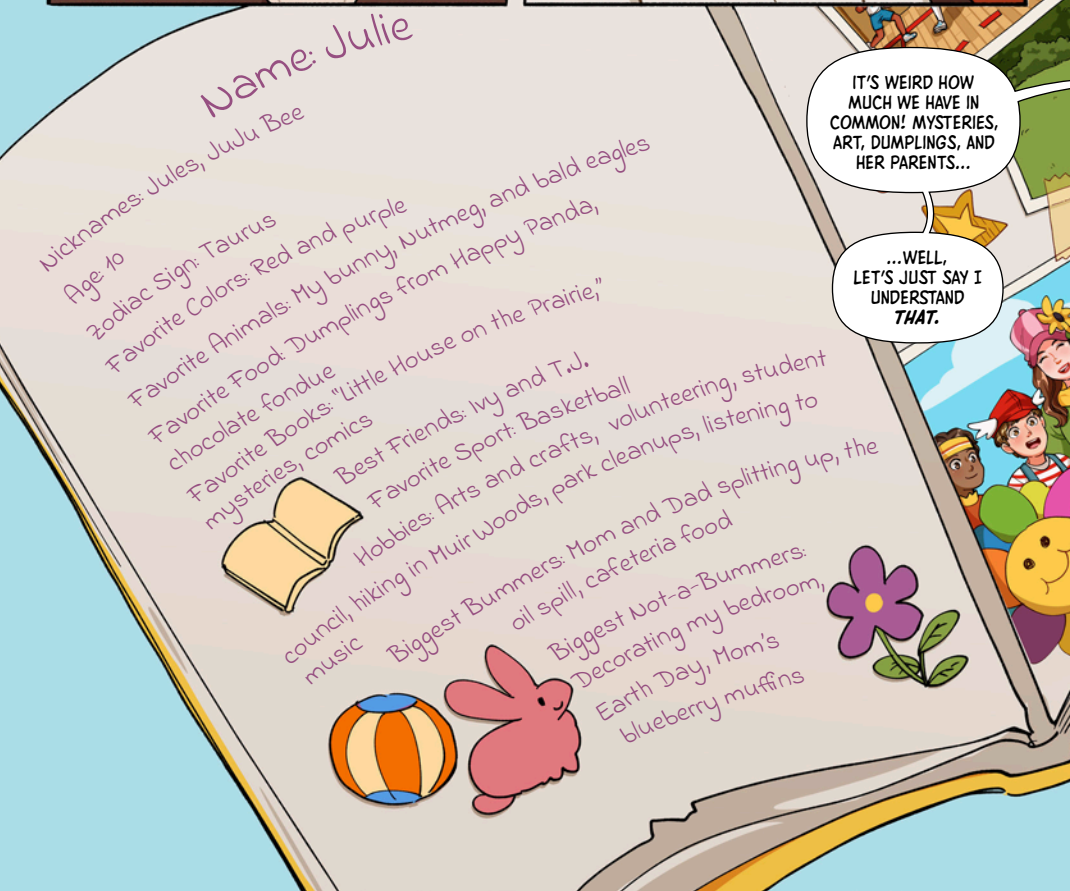 Name: Julie
Nicknames: Jules, JuJu Bee
Age: 10
Zodiac Sign: Taurus
Favorite Colors: Red and purple
Favorite Animals: My bunny, Nutmeg, and bald eagles
Favorite Food: Dumplings from Happy Panda,
chocolate fondue
Favorite Books: "Little House on the Prairie,"
mysteries, comics
Best Friends: Ivy and T.J.
Favorite Sport: Basketball
Hobbies: Arts and crafts, volunteering, student
council, hiking in Muir Woods, park cleanups, listening to
music
Biggest Bummers: Mom and Dad splitting up, the
oil spill, cafeteria food
Biggest Not-a-Bummers:
Decorating my bedroom,
Earth Day, Mom's
blueberry muffins
IT'S WEIRD HOW
MUCH WE HAVE IN
COMMON! MYSTERIES,
ART, DUMPLINGS, AND
HER PARENTS...
...WELL,
LET'S JUST SAY I
UNDERSTAND
THAT.